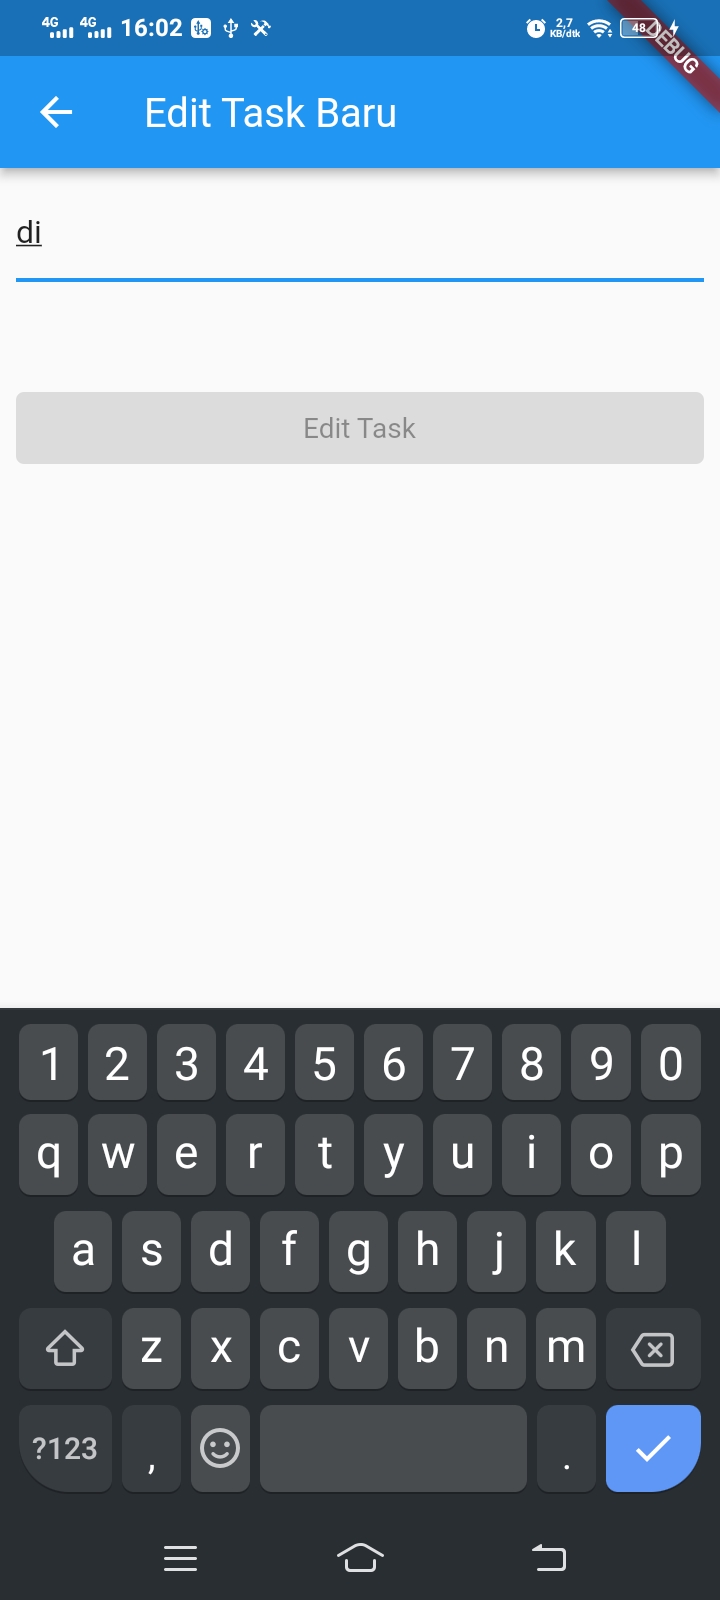 4G 4G 16:02 2,7 KB/dtk 48
DEBUG
Edit Task Baru
di
Edit Task
1 2 3 4 5 6 7 8 9 0
q w e r t y u i o p
a s d f g h j k l
z x c v b n m
?123 , .